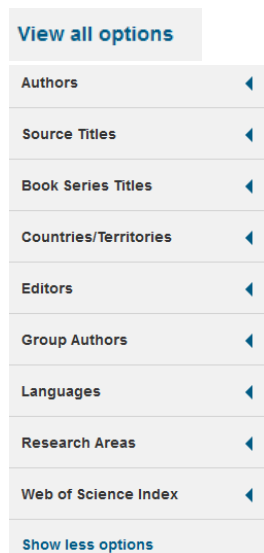 View all options
Authors
Source Titles
Book Series Titles
Countries/Territories
Editors
Group Authors
Languages
Research Areas
Web of Science Index
Show less options